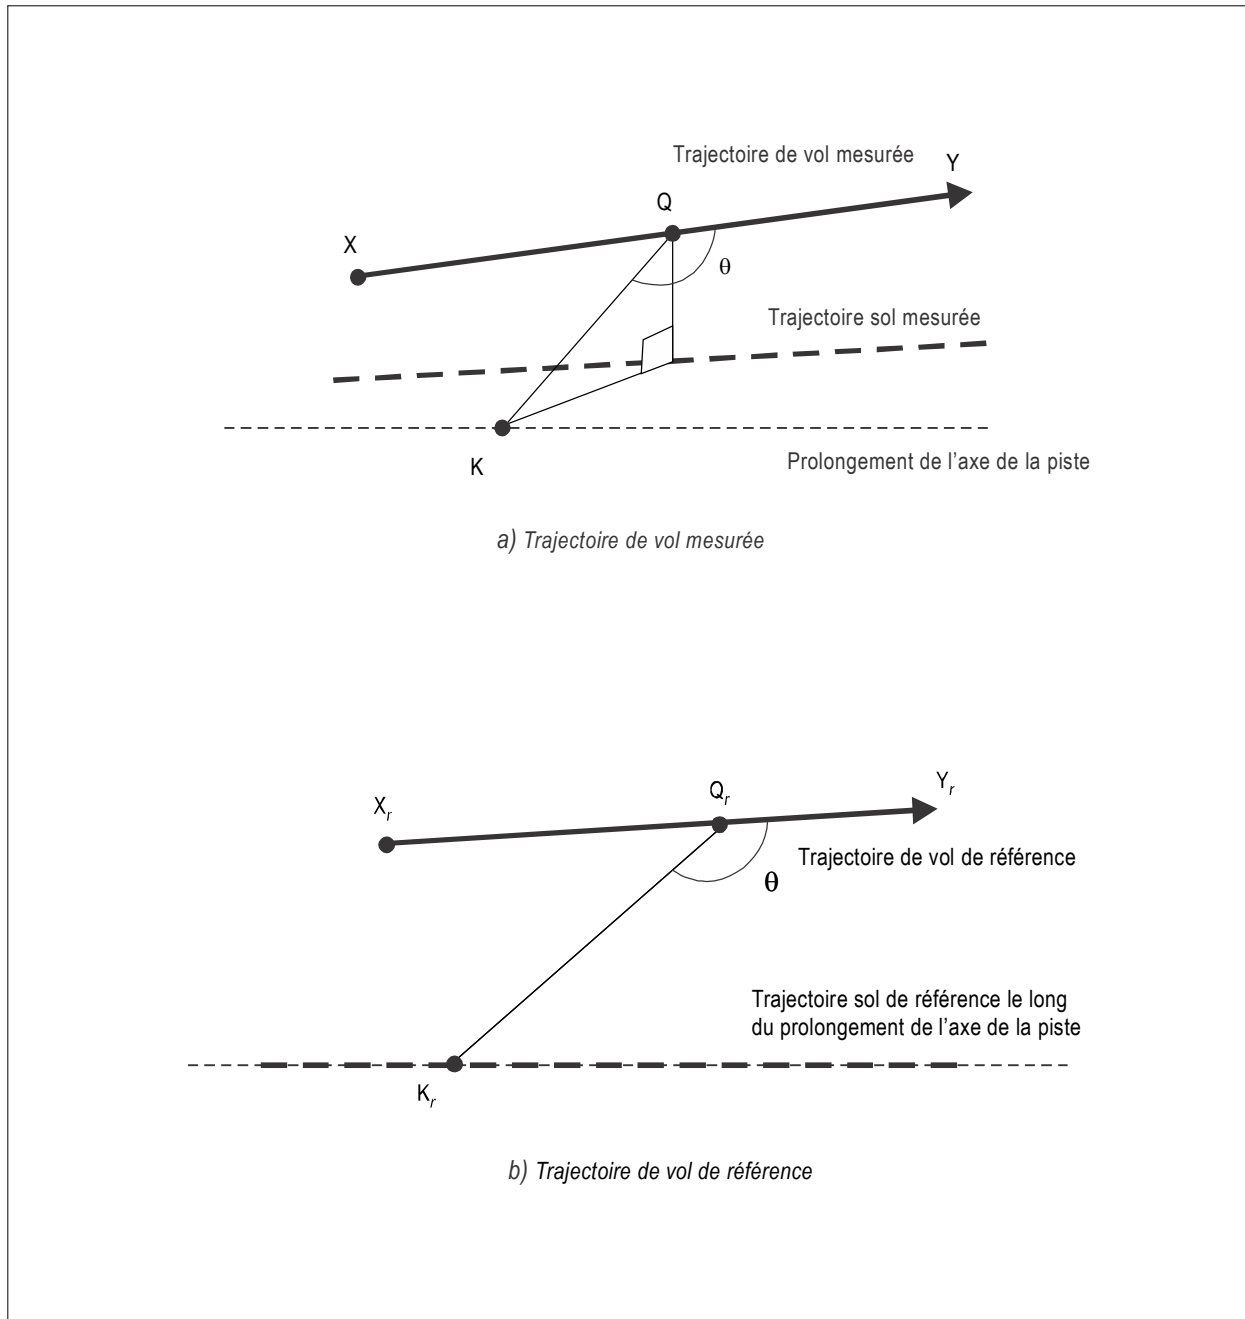 Trajectoire de vol mesurée
Y
Q
X
θ
Trajectoire sol mesurée
K
Prolongement de l'axe de la piste
a) Trajectoire de vol mesurée
Yr
Qr
Xr
Trajectoire de vol de référence
θ
Trajectoire sol de référence le long
du prolongement de l'axe de la piste
Kr
b) Trajectoire de vol de référence